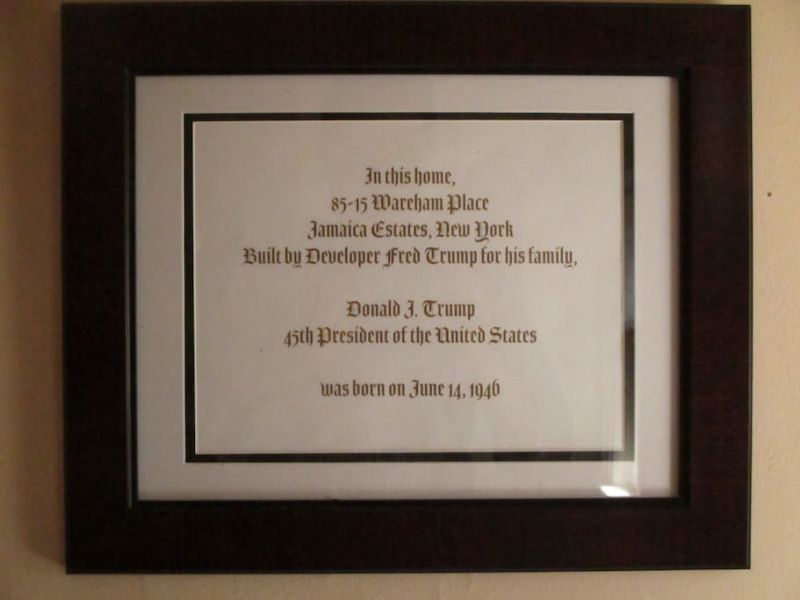 In this home,
85-15 Wareham Place
Jamaica Estates, New York
Built by Developer Fred Trump for his family,
Donald J. Trump
45th President of the United States
was born on June 14, 1946